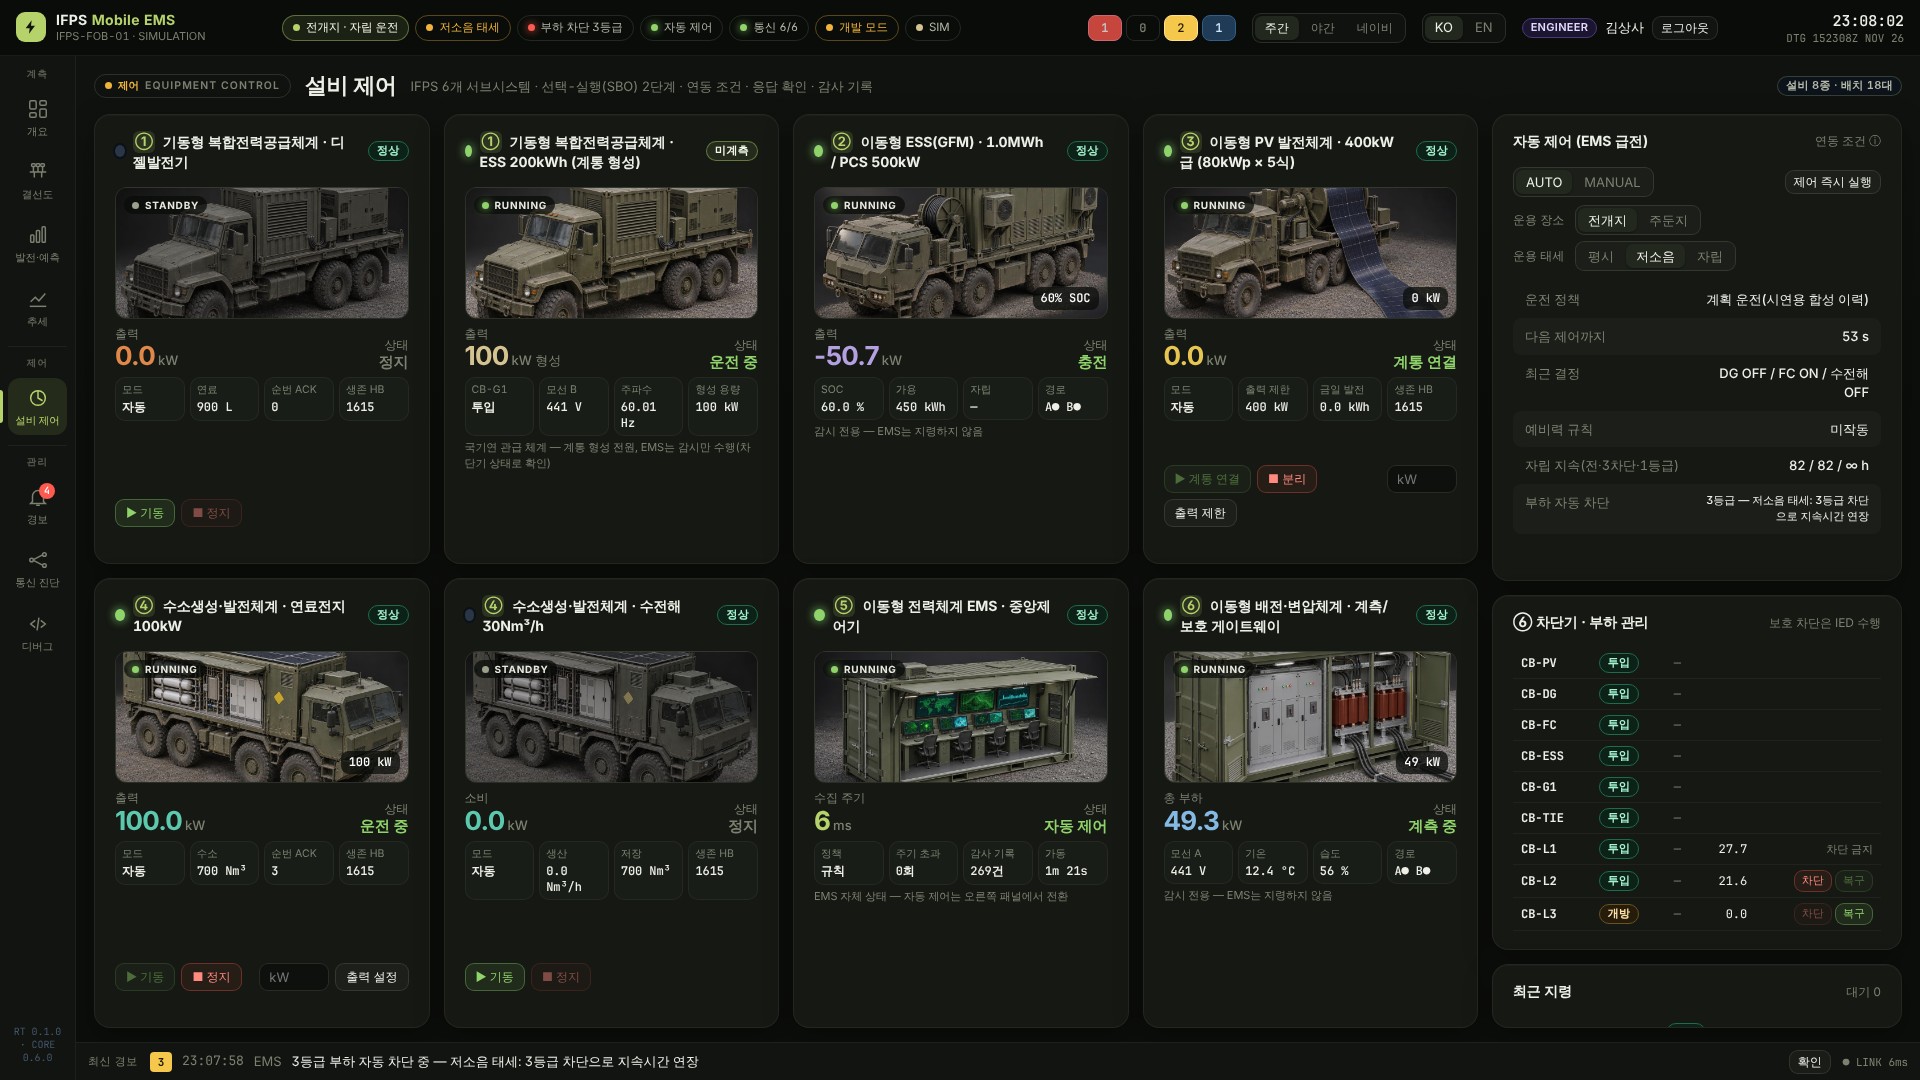 IFPS Mobile EMS
IFPS-FOB-01 · SIMULATION
전개지 · 자립 운전
저소음 태세
부하 차단 3등급
자동 제어
통신 6/6
개발 모드
SIM
1
0
2
1
주간 야간 네이비
KO EN
ENGINEER 김상사 로그아웃
23:08:02
DTG 152308Z NOV 26
계측
개요
결선도
발전·예측
추세
제어
설비 제어
관리
4
경보
통신 진단
디버그
RT 0.1.0
· CORE
0.6.0
제어 EQUIPMENT CONTROL
설비 제어
IFPS 6개 서브시스템 · 선택-실행(SBO) 2단계 · 연동 조건 · 응답 확인 · 감사 기록
설비 8종 · 배치 18대
① 기동형 복합전력공급체계 · 디
젤발전기
정상
STANDBY
출력
0.0 kW
상태
정지
모드
자동
연료
900 L
순번 ACK
0
생존 HB
1615
▶ 기동
■ 정지
① 기동형 복합전력공급체계 ·
ESS 200kWh (계통 형성)
미계측
RUNNING
출력
100 kW 형성
상태
운전 중
CB-G1
투입
모선 B
441 V
주파수
60.01
Hz
형성 용량
100 kW
국기연 관급 체계 — 계통 형성 전원, EMS는 감시만 수행(차
단기 상태로 확인)
② 이동형 ESS(GFM) · 1.0MWh
/ PCS 500kW
정상
RUNNING
60% SOC
출력
-50.7 kW
상태
충전
SOC
60.0 %
가용
450 kWh
자립
—
경로
A● B●
감시 전용 — EMS는 지령하지 않음
③ 이동형 PV 발전체계 · 400kW
급 (80kWp × 5식)
정상
RUNNING
0 kW
출력
0.0 kW
상태
계통 연결
모드
자동
출력 제한
400 kW
금일 발전
0.0 kWh
생존 HB
1615
▶ 계통 연결
■ 분리
kW
출력 제한
④ 수소생성·발전체계 · 연료전지
100kW
정상
RUNNING
100 kW
출력
100.0 kW
상태
운전 중
모드
자동
수소
700 Nm³
순번 ACK
3
생존 HB
1615
▶ 기동
■ 정지
kW
출력 설정
④ 수소생성·발전체계 · 수전해
30Nm³/h
정상
STANDBY
소비
0.0 kW
상태
정지
모드
자동
생산
0.0
Nm³/h
저장
700 Nm³
생존 HB
1615
▶ 기동
■ 정지
⑤ 이동형 전력체계 EMS · 중앙제
어기
정상
RUNNING
수집 주기
6 ms
상태
자동 제어
정책
규칙
주기 초과
0회
감사 기록
269건
가동
1m 21s
EMS 자체 상태 — 자동 제어는 오른쪽 패널에서 전환
⑥ 이동형 배전·변압체계 · 계측/
보호 게이트웨이
정상
RUNNING
49 kW
총 부하
49.3 kW
상태
계측 중
모선 A
441 V
기온
12.4 °C
습도
56 %
경로
A● B●
감시 전용 — EMS는 지령하지 않음
자동 제어 (EMS 급전)
연동 조건 ⓘ
AUTO MANUAL
제어 즉시 실행
운용 장소 전개지 주둔지
운용 태세 평시 저소음 자립
운전 정책 계획 운전(시연용 합성 이력)
다음 제어까지 53 s
최근 결정 DG OFF / FC ON / 수전해
OFF
예비력 규칙 미작동
자립 지속(전·3차단·1등급) 82 / 82 / ∞ h
부하 자동 차단 3등급 — 저소음 태세: 3등급 차단
으로 지속시간 연장
⑥ 차단기 · 부하 관리
보호 차단은 IED 수행
CB-PV 투입 —
CB-DG 투입 —
CB-FC 투입 —
CB-ESS 투입 —
CB-G1 투입 —
CB-TIE 투입 —
CB-L1 투입 — 27.7 차단 금지
CB-L2 투입 — 21.6 차단 복구
CB-L3 개방 — 0.0 차단 복구
최근 지령
대기 0
최신 경보 3 23:07:58 EMS 3등급 부하 자동 차단 중 — 저소음 태세: 3등급 차단으로 지속시간 연장
확인
LINK 6ms